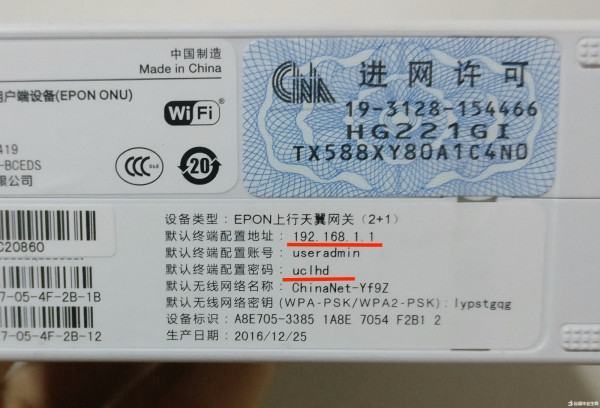 中国制造
Made in China
用户端设备(EPON ONU)
WiFi
419
-BCEDS
有限公司
CCC
20
CNA 进网许可
19-3128-154466
HG221GI
TX588XY80A1C4N0
设备类型: EPON上行天翼网关 (2+1)
默认终端配置地址: 192.168.1.1
默认终端配置账号: useradmin
默认终端配置密码: uclhd
默认无线网络名称: ChinaNet-Yf9Z
默认无线网络密钥(WPA-PSK/WPA2-PSK): lypstgqg
设备标识: A8E705-3385 1A8E 7054 F2B1 2
生产日期: 2016/12/25
C20860
7-05-4F-2B-1B
7-05-4F-2B-12